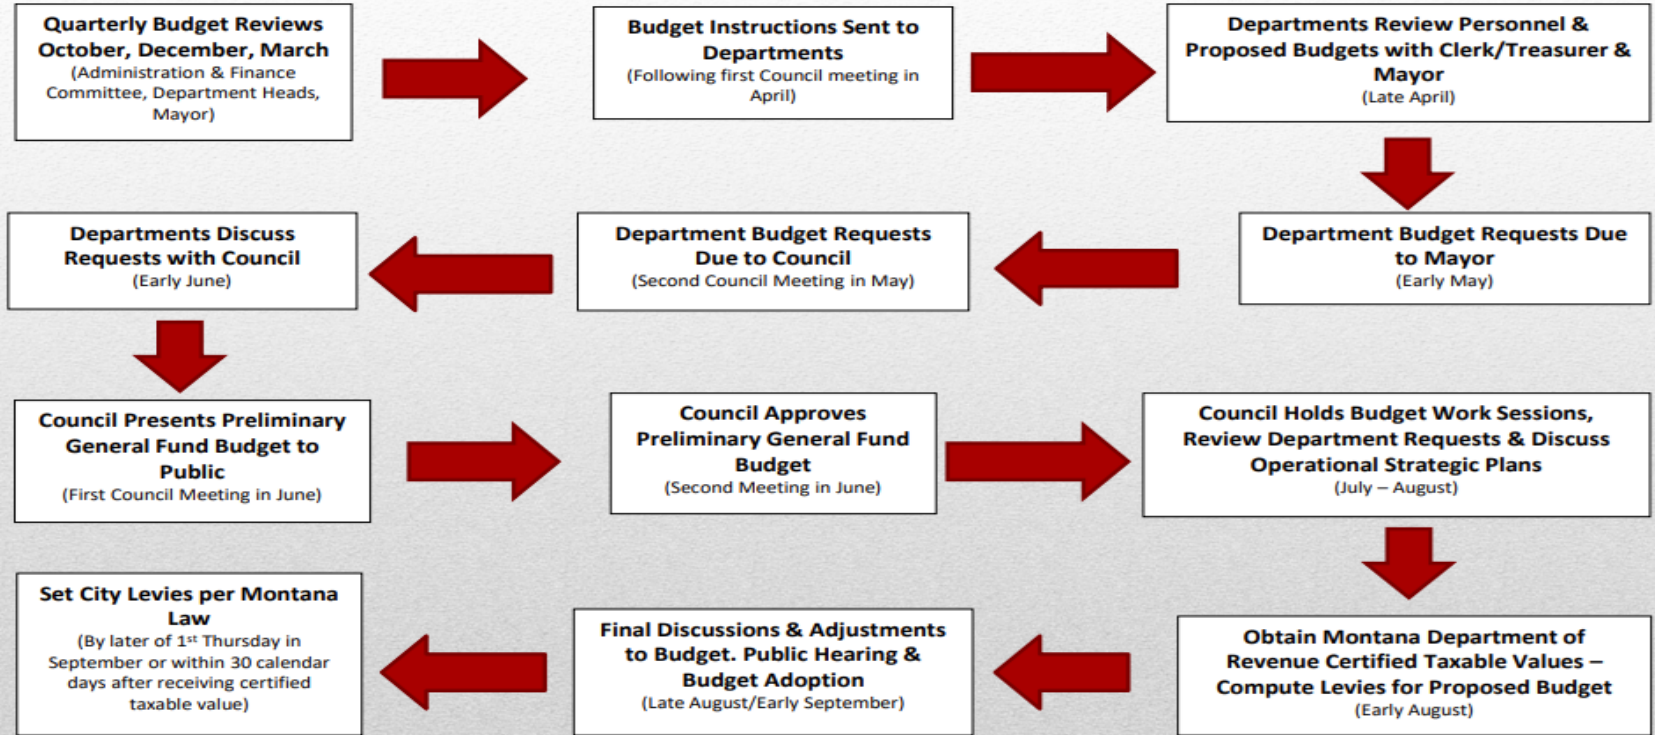 Quarterly Budget Reviews
October, December, March
(Administration & Finance
Committee, Department Heads,
Mayor)
Budget Instructions Sent to
Departments
(Following first Council meeting in
April)
Departments Review Personnel &
Proposed Budgets with Clerk/Treasurer &
Mayor
(Late April)
Department Budget Requests Due
to Mayor
(Early May)
Department Budget Requests
Due to Council
(Second Council Meeting in May)
Departments Discuss
Requests with Council
(Early June)
Council Presents Preliminary
General Fund Budget to
Public
(First Council Meeting in June)
Council Approves
Preliminary General Fund
Budget
(Second Meeting in June)
Council Holds Budget Work Sessions,
Review Department Requests & Discuss
Operational Strategic Plans
(July – August)
Obtain Montana Department of
Revenue Certified Taxable Values –
Compute Levies for Proposed Budget
(Early August)
Final Discussions & Adjustments
to Budget. Public Hearing &
Budget Adoption
(Late August/Early September)
Set City Levies per Montana
Law
(By later of 1st Thursday in
September or within 30 calendar
days after receiving certified
taxable value)